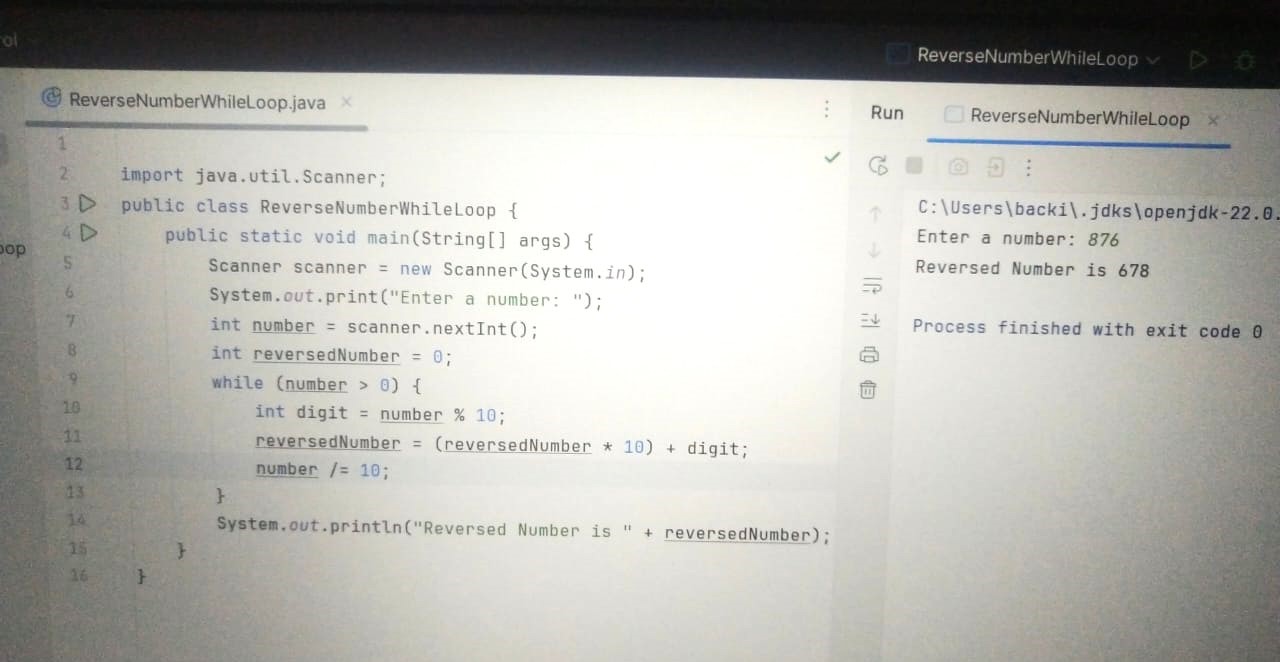 ReverseNumberWhileLoop
ReverseNumberWhileLoop.java
1
2 import java.util.Scanner;
3 public class ReverseNumberWhileLoop {
4 public static void main(String[] args) {
5 Scanner scanner = new Scanner(System.in);
6 System.out.print("Enter a number: ");
7 int number = scanner.nextInt();
8 int reversedNumber = 0;
9 while (number > 0) {
10 int digit = number % 10;
11 reversedNumber = (reversedNumber * 10) + digit;
12 number /= 10;
13 }
14 System.out.println("Reversed Number is " + reversedNumber);
15 }
16 }
Run ReverseNumberWhileLoop
C:\Users\backi\.jdks\openjdk-22.0.
Enter a number: 876
Reversed Number is 678
Process finished with exit code 0